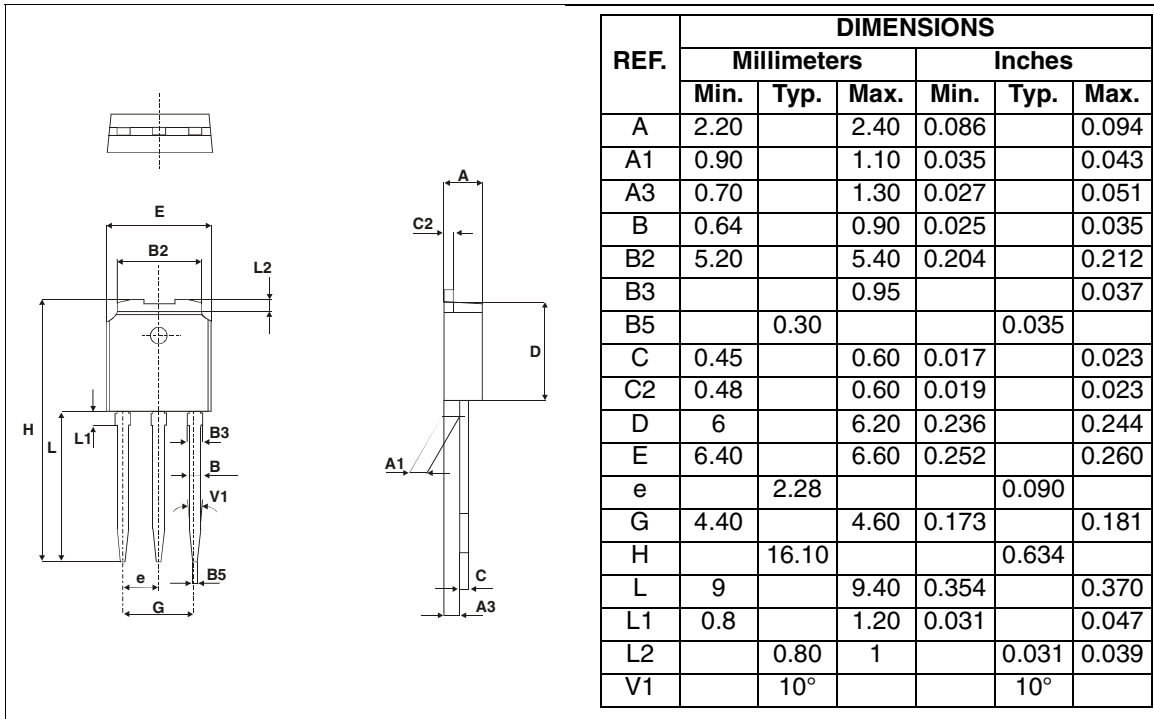 A
E
C2
B2
L2
D
H
L
L1
B3
A1
B
V1
e
B5
C
G
A3
REF. DIMENSIONS
Millimeters Inches
Min. Typ. Max. Min. Typ. Max.
A 2.20 2.40 0.086 0.094
A1 0.90 1.10 0.035 0.043
A3 0.70 1.30 0.027 0.051
B 0.64 0.90 0.025 0.035
B2 5.20 5.40 0.204 0.212
B3 0.95 0.037
B5 0.30 0.035
C 0.45 0.60 0.017 0.023
C2 0.48 0.60 0.019 0.023
D 6 6.20 0.236 0.244
E 6.40 6.60 0.252 0.260
e 2.28 0.090
G 4.40 4.60 0.173 0.181
H 16.10 0.634
L 9 9.40 0.354 0.370
L1 0.8 1.20 0.031 0.047
L2 0.80 1 0.031 0.039
V1 10° 10°